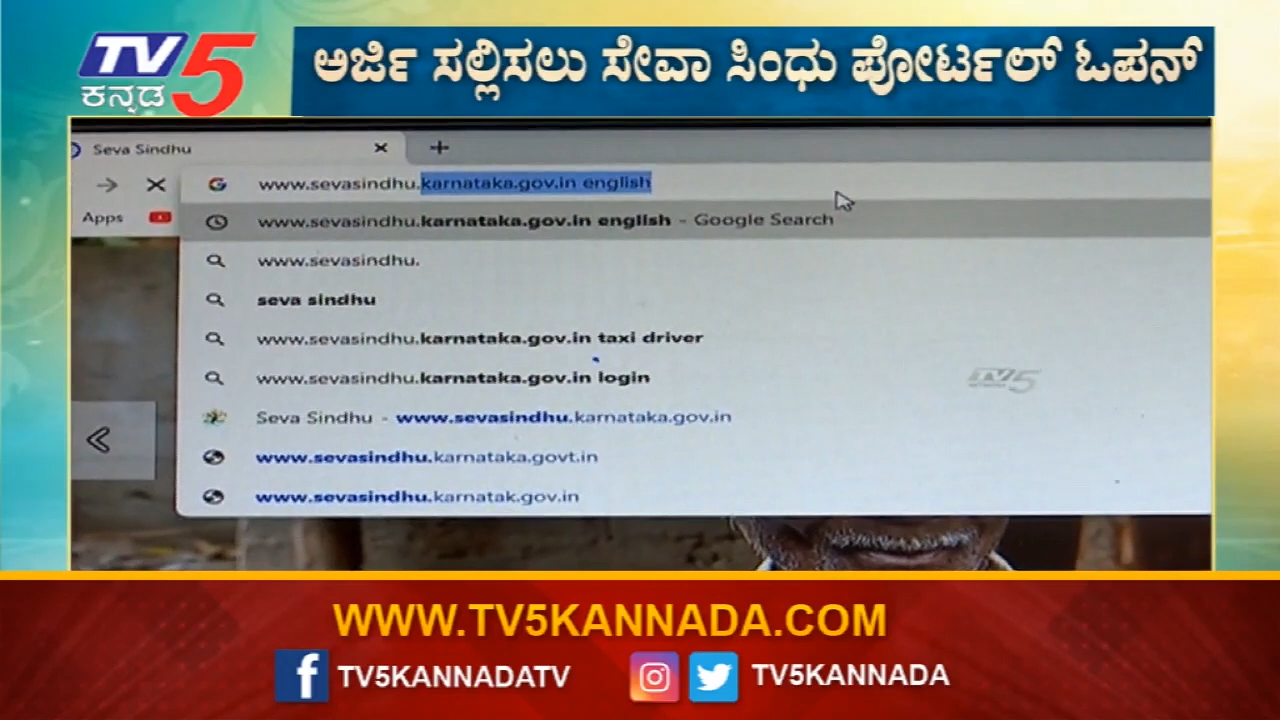 TV5
ಕನ್ನಡ
ಅರ್ಜಿ ಸಲ್ಲಿಸಲು ಸೇವಾ ಸಿಂಧು ಪೋರ್ಟಲ್ ಓಪನ್
Seva Sindhu
www.sevasindhu.karnataka.gov.in english
Apps
www.sevasindhu.karnataka.gov.in english - Google Search
www.sevasindhu.
seva sindhu
www.sevasindhu.karnataka.gov.in taxi driver
www.sevasindhu.karnataka.gov.in login
TV5
Seva Sindhu - www.sevasindhu.karnataka.gov.in
www.sevasindhu.karnataka.govt.in
www.sevasindhu.karnatak.gov.in
WWW.TV5KANNADA.COM
TV5KANNADATV
TV5KANNADA